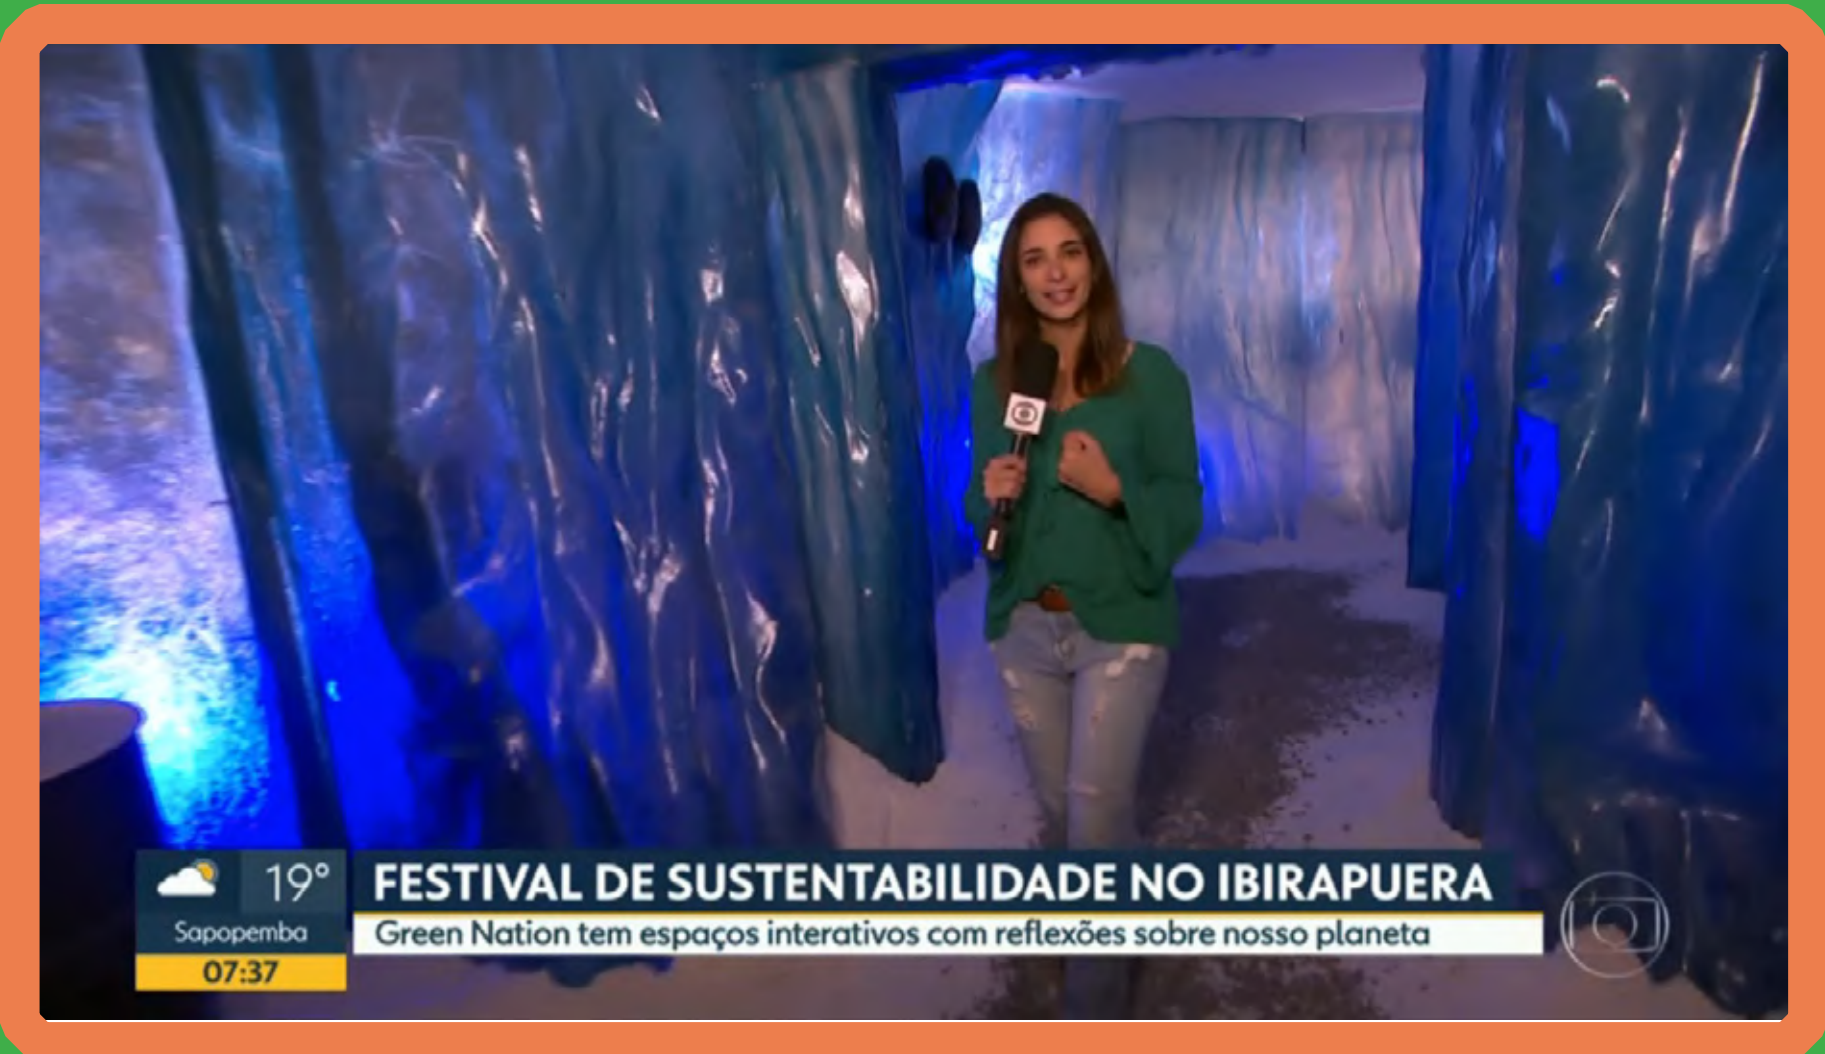 19°
Sapopemba
07:37
FESTIVAL DE SUSTENTABILIDADE NO IBIRAPUERA
Green Nation tem espaços interativos com reflexões sobre nosso planeta